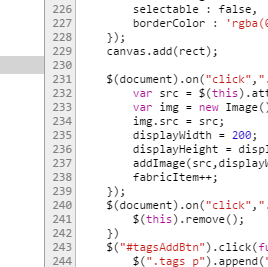 226 selectable : false,
227 borderColor : 'rgba(
228 });
229 canvas.add(rect);
230
231 $(document).on("click",".
232 var src = $(this).att
233 var img = new Image()
234 img.src = src;
235 displayWidth = 200;
236 displayHeight = disp
237 addImage(src,display
238 fabricItem++;
239 });
240 $(document).on("click",".
241 $(this).remove();
242 })
243 $("#tagsAddBtn").click(fu
244 $(".tags p").append("